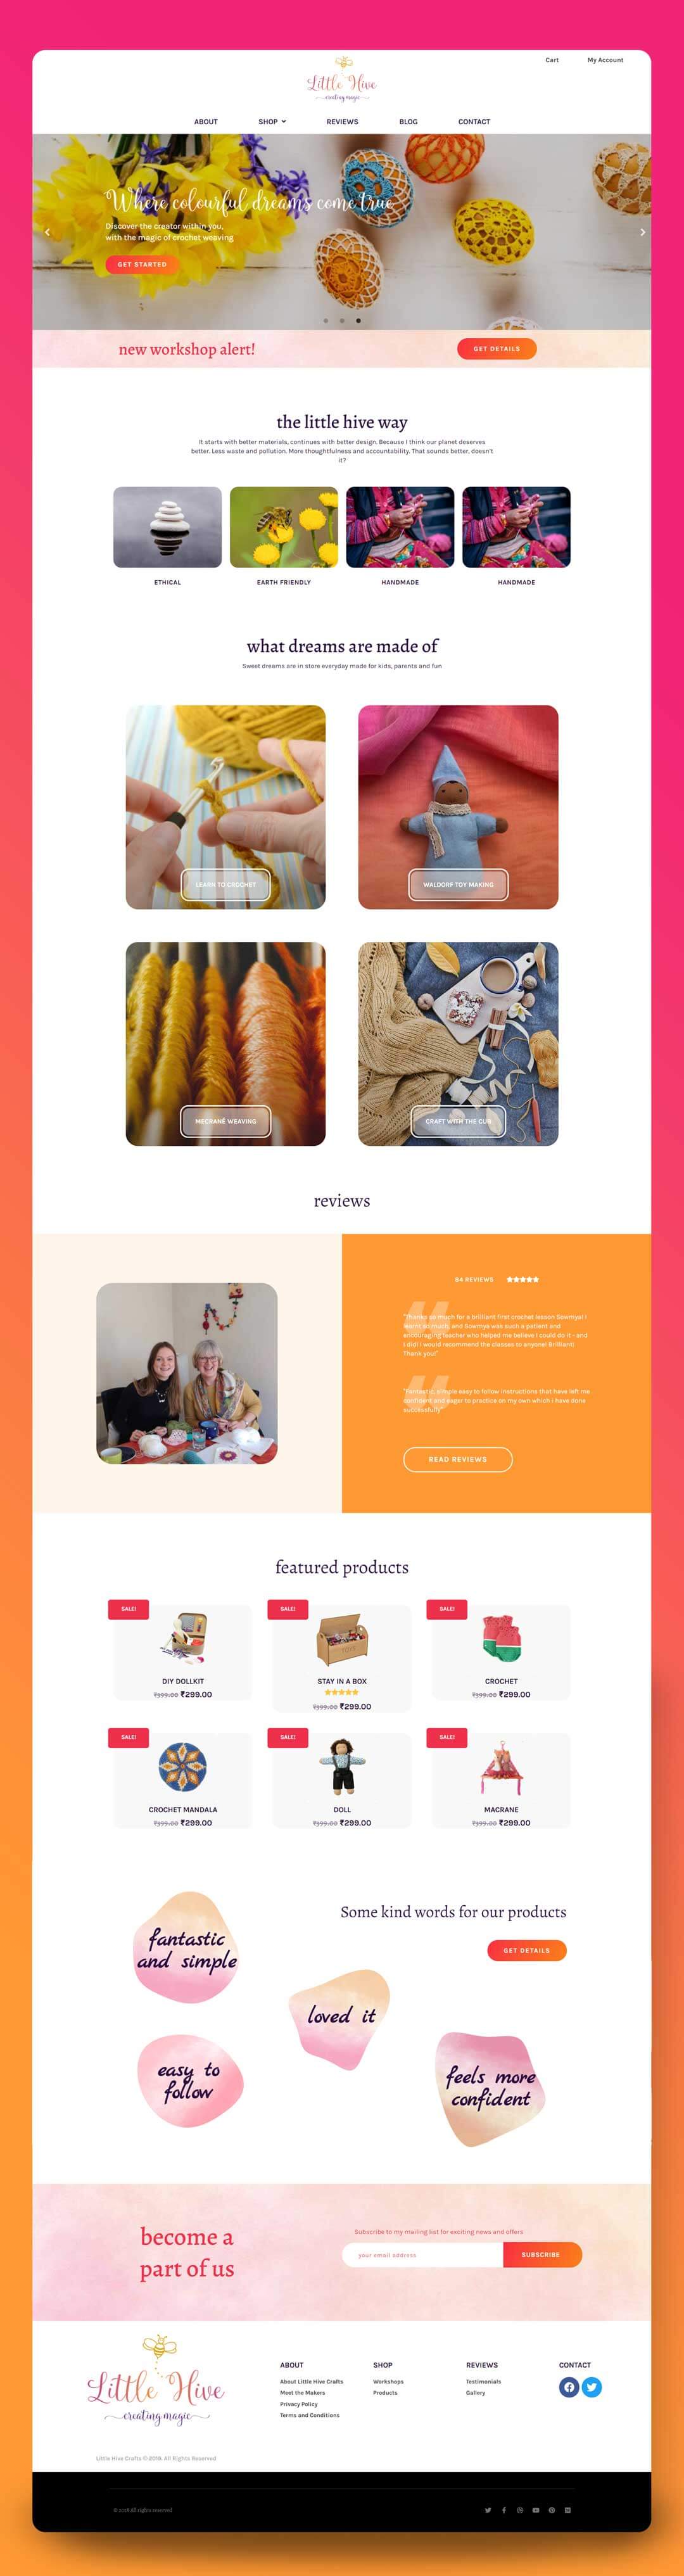 Cart My Account
Little Hive
creating magic
ABOUT SHOP REVIEWS BLOG CONTACT
Where colourful dreams come true
Discover the creator within you,
with the magic of crochet weaving
GET STARTED
new workshop alert!
GET DETAILS
the little hive way
It starts with better materials, continues with better design. Because I think our planet deserves
better. Less waste and pollution. More thoughtfulness and accountability. That sounds better, doesn't
it?
ETHICAL EARTH FRIENDLY HANDMADE HANDMADE
what dreams are made of
Sweet dreams are in store everyday made for kids, parents and fun
LEARN TO CROCHET WALDORF TOY MAKING
MECRANÉ WEAVING CRAFT WITH THE CUB
reviews
84 REVIEWS
"Thanks so much for a brilliant first crochet lesson Sowmya! I
learnt so much, and Sowmya was such a patient and
encouraging teacher who helped me believe I could do it - and
I did! I would recommend the classes to anyone! Brilliant!
Thank you!"
"Fantastic, simple easy to follow instructions that have left me
confident and eager to practice on my own which i have done
successfully"
READ REVIEWS
featured products
SALE! SALE! SALE!
TOYS
DIY DOLLKIT STAY IN A BOX CROCHET
₹399.00 ₹299.00 ₹399.00 ₹299.00 ₹399.00 ₹299.00
SALE! SALE! SALE!
CROCHET MANDALA DOLL MACRANE
₹399.00 ₹299.00 ₹399.00 ₹299.00 ₹399.00 ₹299.00
Some kind words for our products
GET DETAILS
fantastic
and simple
loved it
easy to
follow
feels more
confident
become a
part of us
Subscribe to my mailing list for exciting news and offers
your email address SUBSCRIBE
Little Hive
creating magic
ABOUT
About Little Hive Crafts
Meet the Makers
Privacy Policy
Terms and Conditions
SHOP
Workshops
Products
REVIEWS
Testimonials
Gallery
CONTACT
Little Hive Crafts © 2019. All Rights Reserved
© 2018 All rights reserved